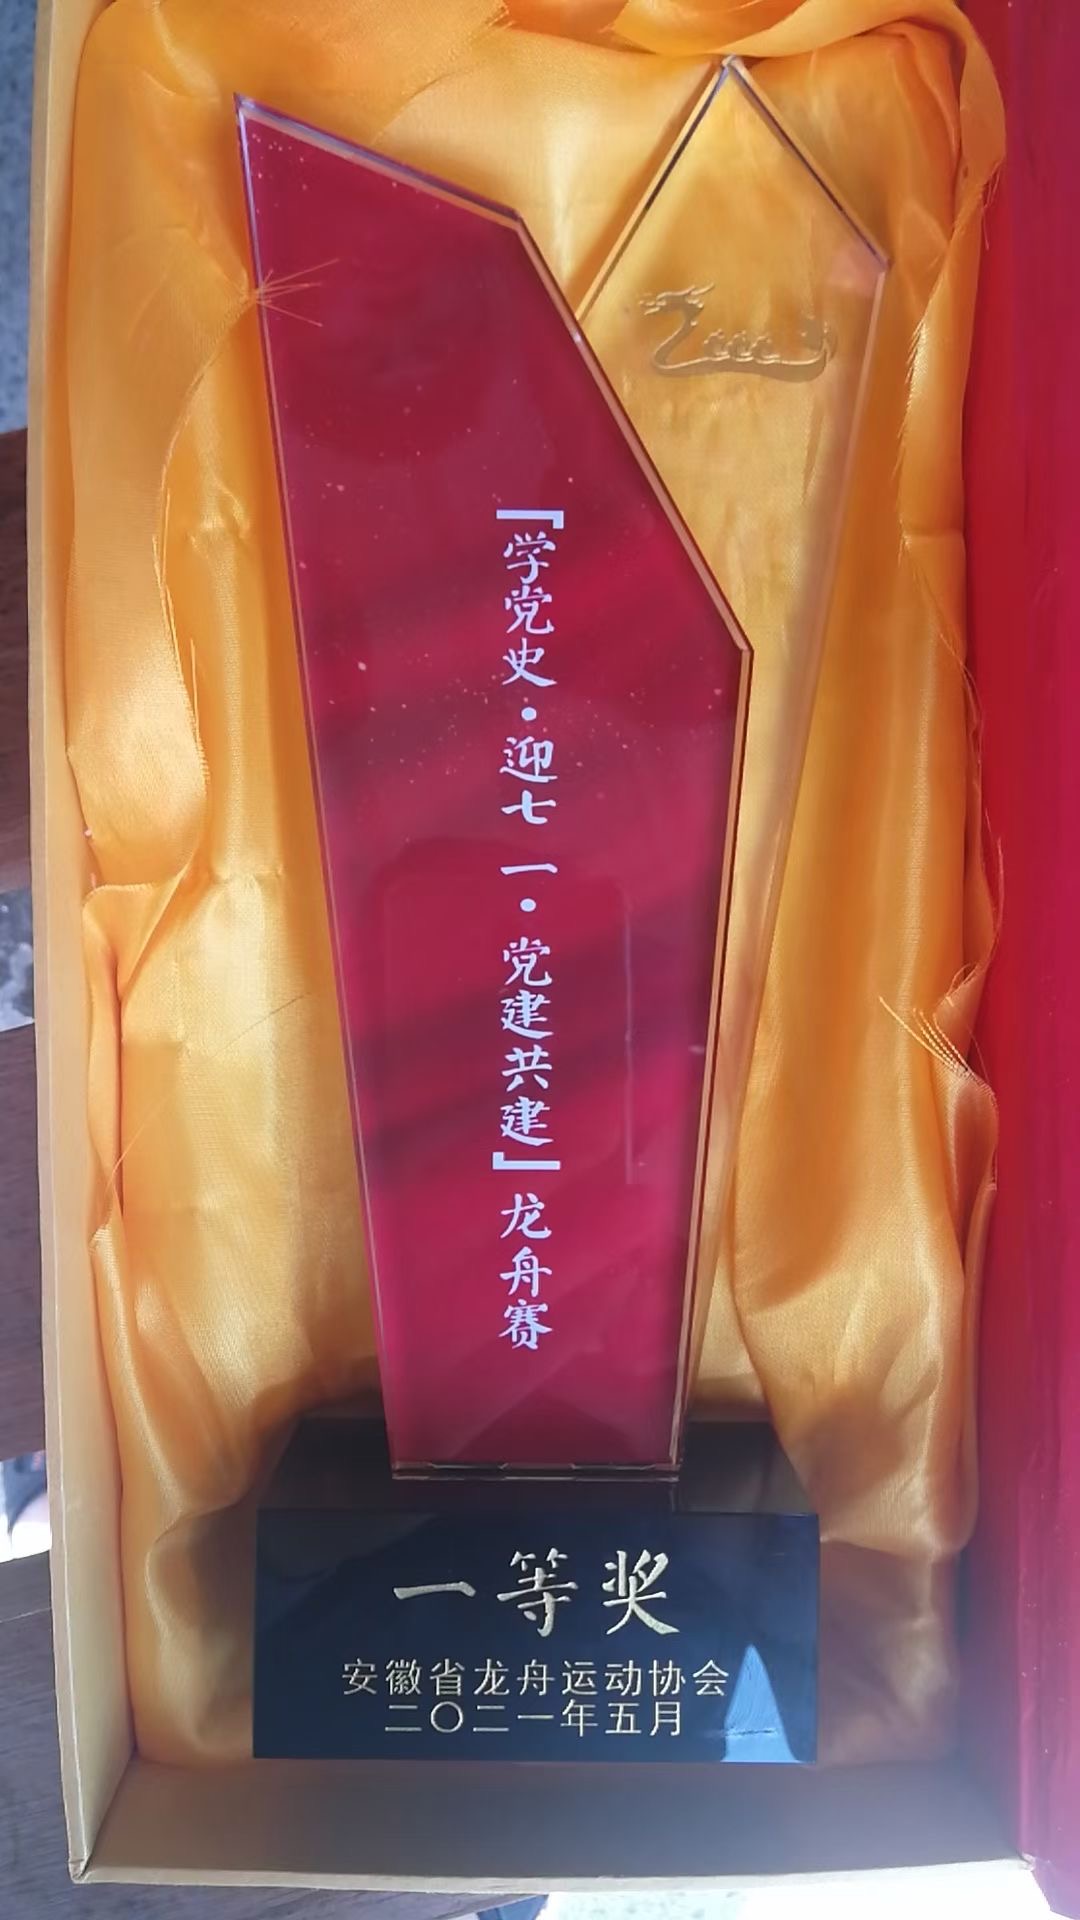 『学党史·迎七一·党建共建』龙舟赛
一等奖
安徽省龙舟运动协会
二〇二一年五月